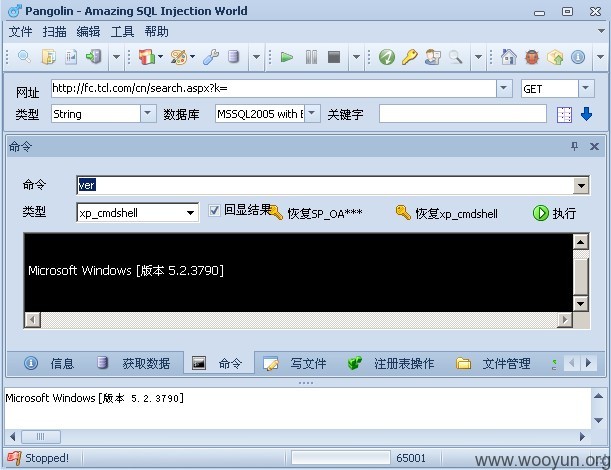 Pangolin - Amazing SQL Injection World
文件 扫描 编辑 工具 帮助
网址 http://fc.tcl.com/cn/search.aspx?k= GET
类型 String 数据库 MSSQL2005 with 关键字
命令
命令 ver
类型 xp_cmdshell 回显结果 恢复SP_OA*** 恢复xp_cmdshell 执行
Microsoft Windows [版本 5.2.3790]
信息 获取数据 命令 写文件 注册表操作 文件管理
Microsoft Windows [版本 5.2.3790]
Stopped! 65001
www.wooyun.org